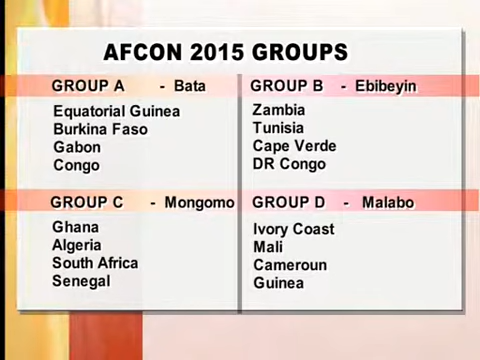 AFCON 2015 GROUPS
GROUP A - Bata
Equatorial Guinea
Burkina Faso
Gabon
Congo
GROUP B - Ebibeyin
Zambia
Tunisia
Cape Verde
DR Congo
GROUP C - Mongomo
Ghana
Algeria
South Africa
Senegal
GROUP D - Malabo
Ivory Coast
Mali
Cameroun
Guinea